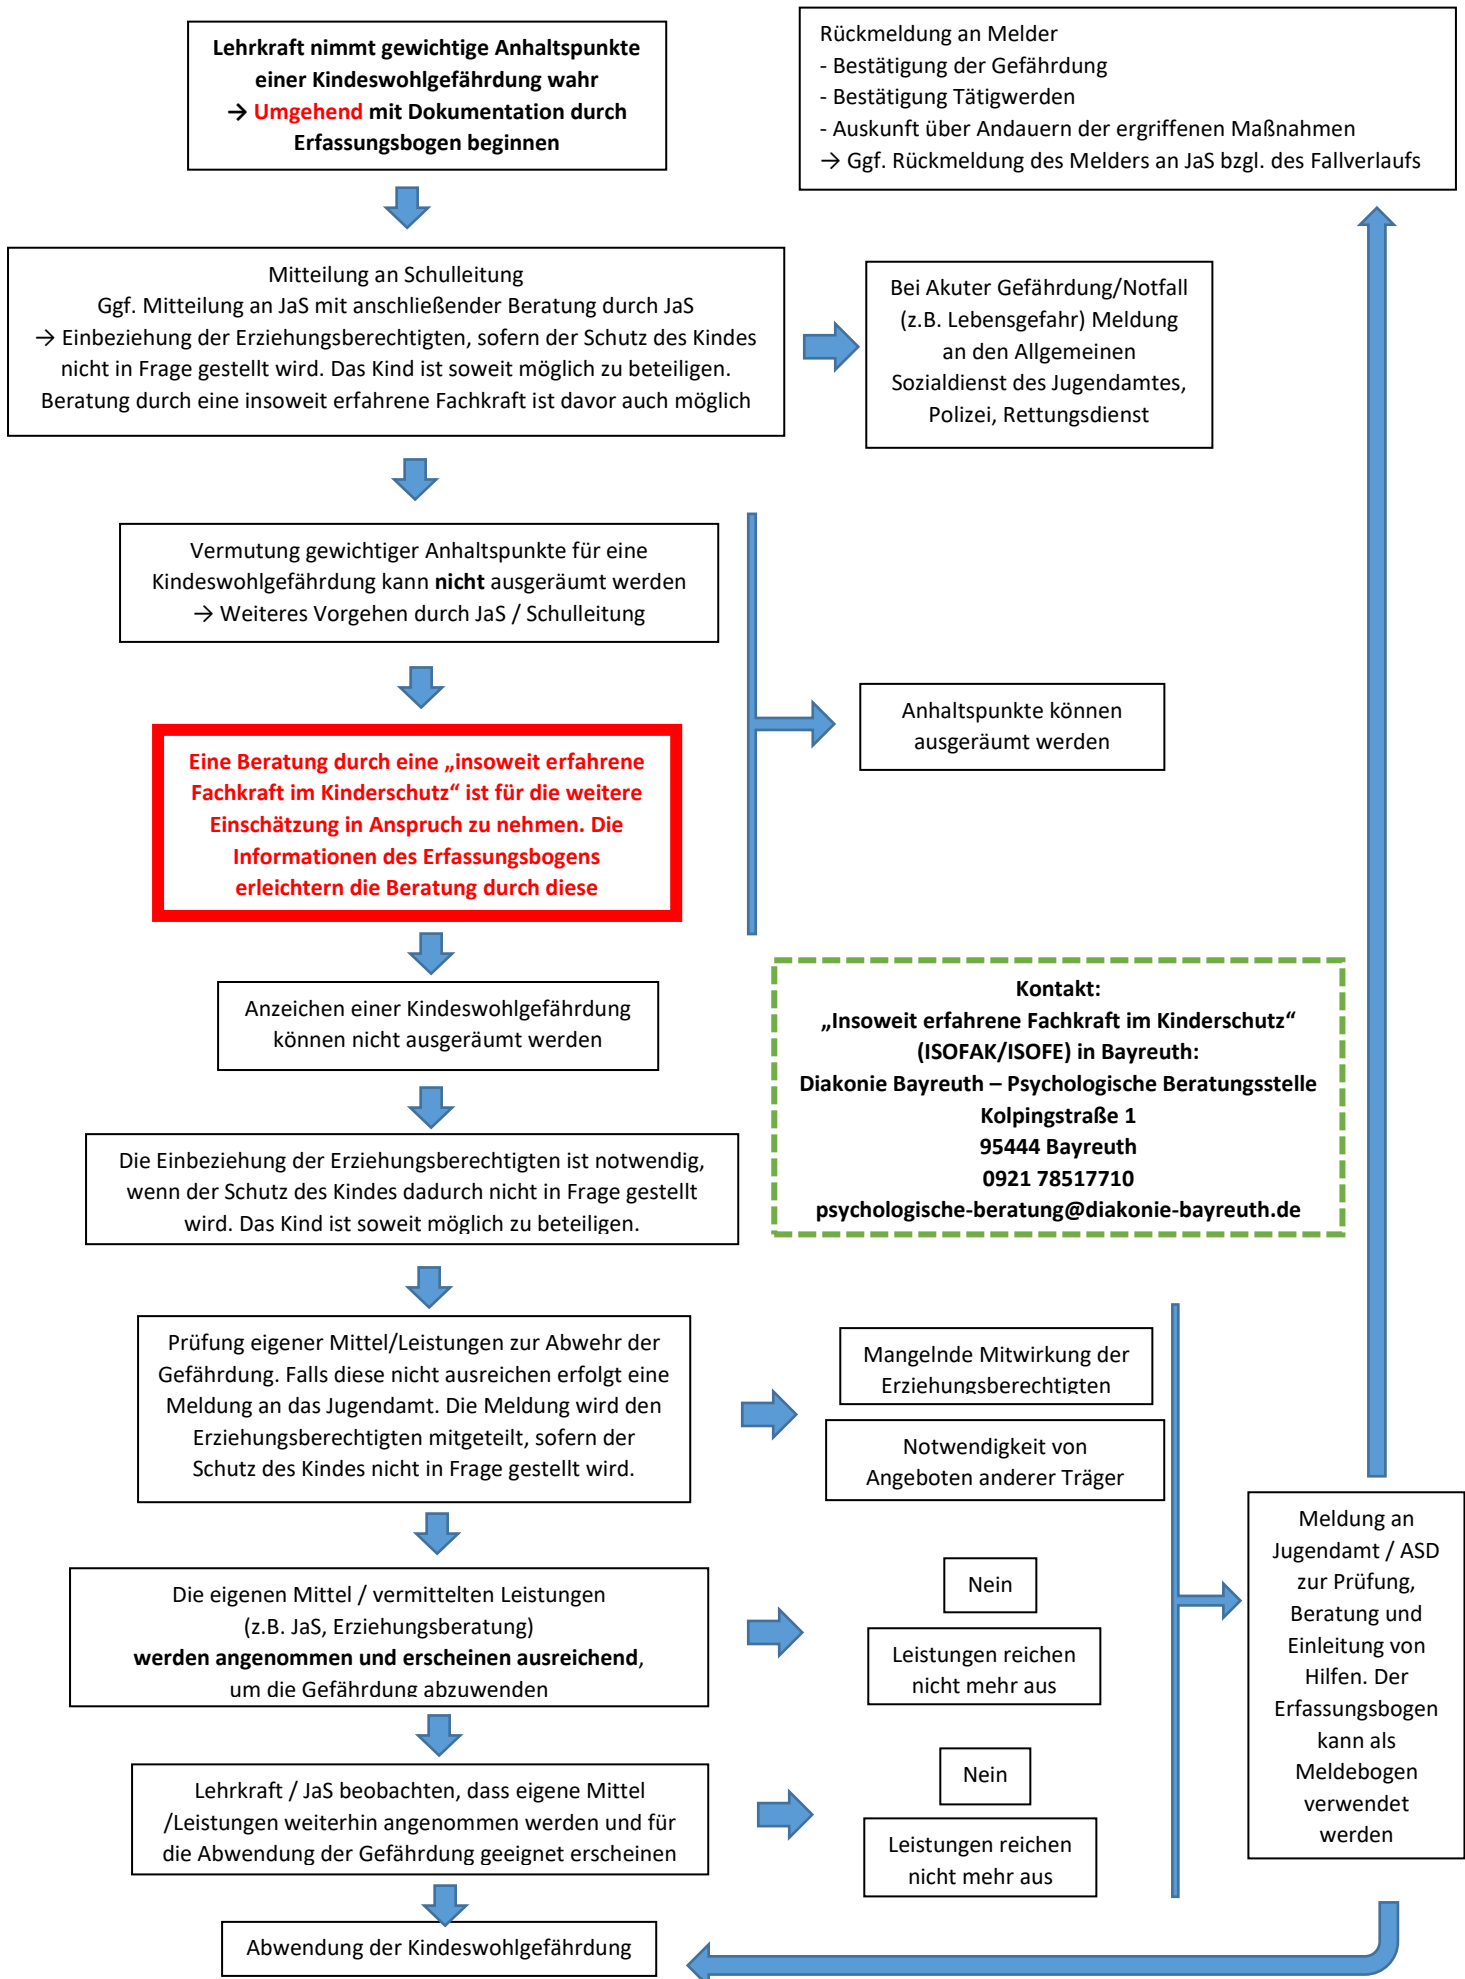 Lehrkraft nimmt gewichtige Anhaltspunkte
einer Kindeswohlgefährdung wahr
→ Umgehend mit Dokumentation durch
Erfassungsbogen beginnen
Rückmeldung an Melder
- Bestätigung der Gefährdung
- Bestätigung Tätigwerden
- Auskunft über Andauern der ergriffenen Maßnahmen
→ Ggf. Rückmeldung des Melders an JaS bzgl. des Fallverlaufs
Mitteilung an Schulleitung
Ggf. Mitteilung an JaS mit anschließender Beratung durch JaS
→ Einbeziehung der Erziehungsberechtigten, sofern der Schutz des Kindes
nicht in Frage gestellt wird. Das Kind ist soweit möglich zu beteiligen.
Beratung durch eine insoweit erfahrene Fachkraft ist davor auch möglich
Bei Akuter Gefährdung/Notfall
(z.B. Lebensgefahr) Meldung
an den Allgemeinen
Sozialdienst des Jugendamtes,
Polizei, Rettungsdienst
Vermutung gewichtiger Anhaltspunkte für eine
Kindeswohlgefährdung kann nicht ausgeräumt werden
→ Weiteres Vorgehen durch JaS / Schulleitung
Anhaltspunkte können
ausgeräumt werden
Eine Beratung durch eine „insoweit erfahrene
Fachkraft im Kinderschutz“ ist für die weitere
Einschätzung in Anspruch zu nehmen. Die
Informationen des Erfassungsbogens
erleichtern die Beratung durch diese
Anzeichen einer Kindeswohlgefährdung
können nicht ausgeräumt werden
Kontakt:
„Insoweit erfahrene Fachkraft im Kinderschutz“
(ISOFAK/ISOFE) in Bayreuth:
Diakonie Bayreuth – Psychologische Beratungsstelle
Kolpingstraße 1
95444 Bayreuth
0921 78517710
psychologische-beratung@diakonie-bayreuth.de
Die Einbeziehung der Erziehungsberechtigten ist notwendig,
wenn der Schutz des Kindes dadurch nicht in Frage gestellt
wird. Das Kind ist soweit möglich zu beteiligen.
Prüfung eigener Mittel/Leistungen zur Abwehr der
Gefährdung. Falls diese nicht ausreichen erfolgt eine
Meldung an das Jugendamt. Die Meldung wird den
Erziehungsberechtigten mitgeteilt, sofern der
Schutz des Kindes nicht in Frage gestellt wird.
Mangelnde Mitwirkung der
Erziehungsberechtigten
Notwendigkeit von
Angeboten anderer Träger
Die eigenen Mittel / vermittelten Leistungen
(z.B. JaS, Erziehungsberatung)
werden angenommen und erscheinen ausreichend,
um die Gefährdung abzuwenden
Nein
Leistungen reichen
nicht mehr aus
Lehrkraft / JaS beobachten, dass eigene Mittel
/Leistungen weiterhin angenommen werden und für
die Abwendung der Gefährdung geeignet erscheinen
Nein
Leistungen reichen
nicht mehr aus
Meldung an
Jugendamt / ASD
zur Prüfung,
Beratung und
Einleitung von
Hilfen. Der
Erfassungsbogen
kann als
Meldebogen
verwendet
werden
Abwendung der Kindeswohlgefährdung